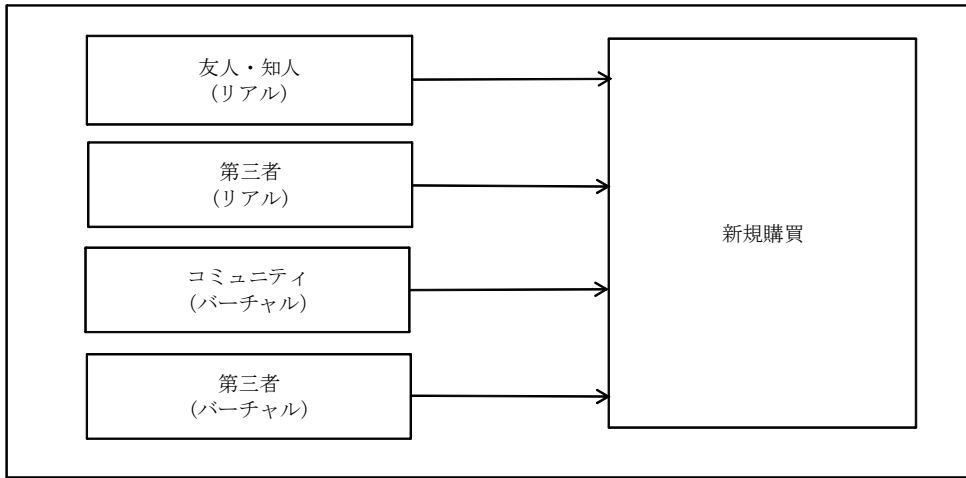 友人・知人
(リアル)
第三者
(リアル)
コミュニティ
(バーチャル)
第三者
(バーチャル)
新規購買